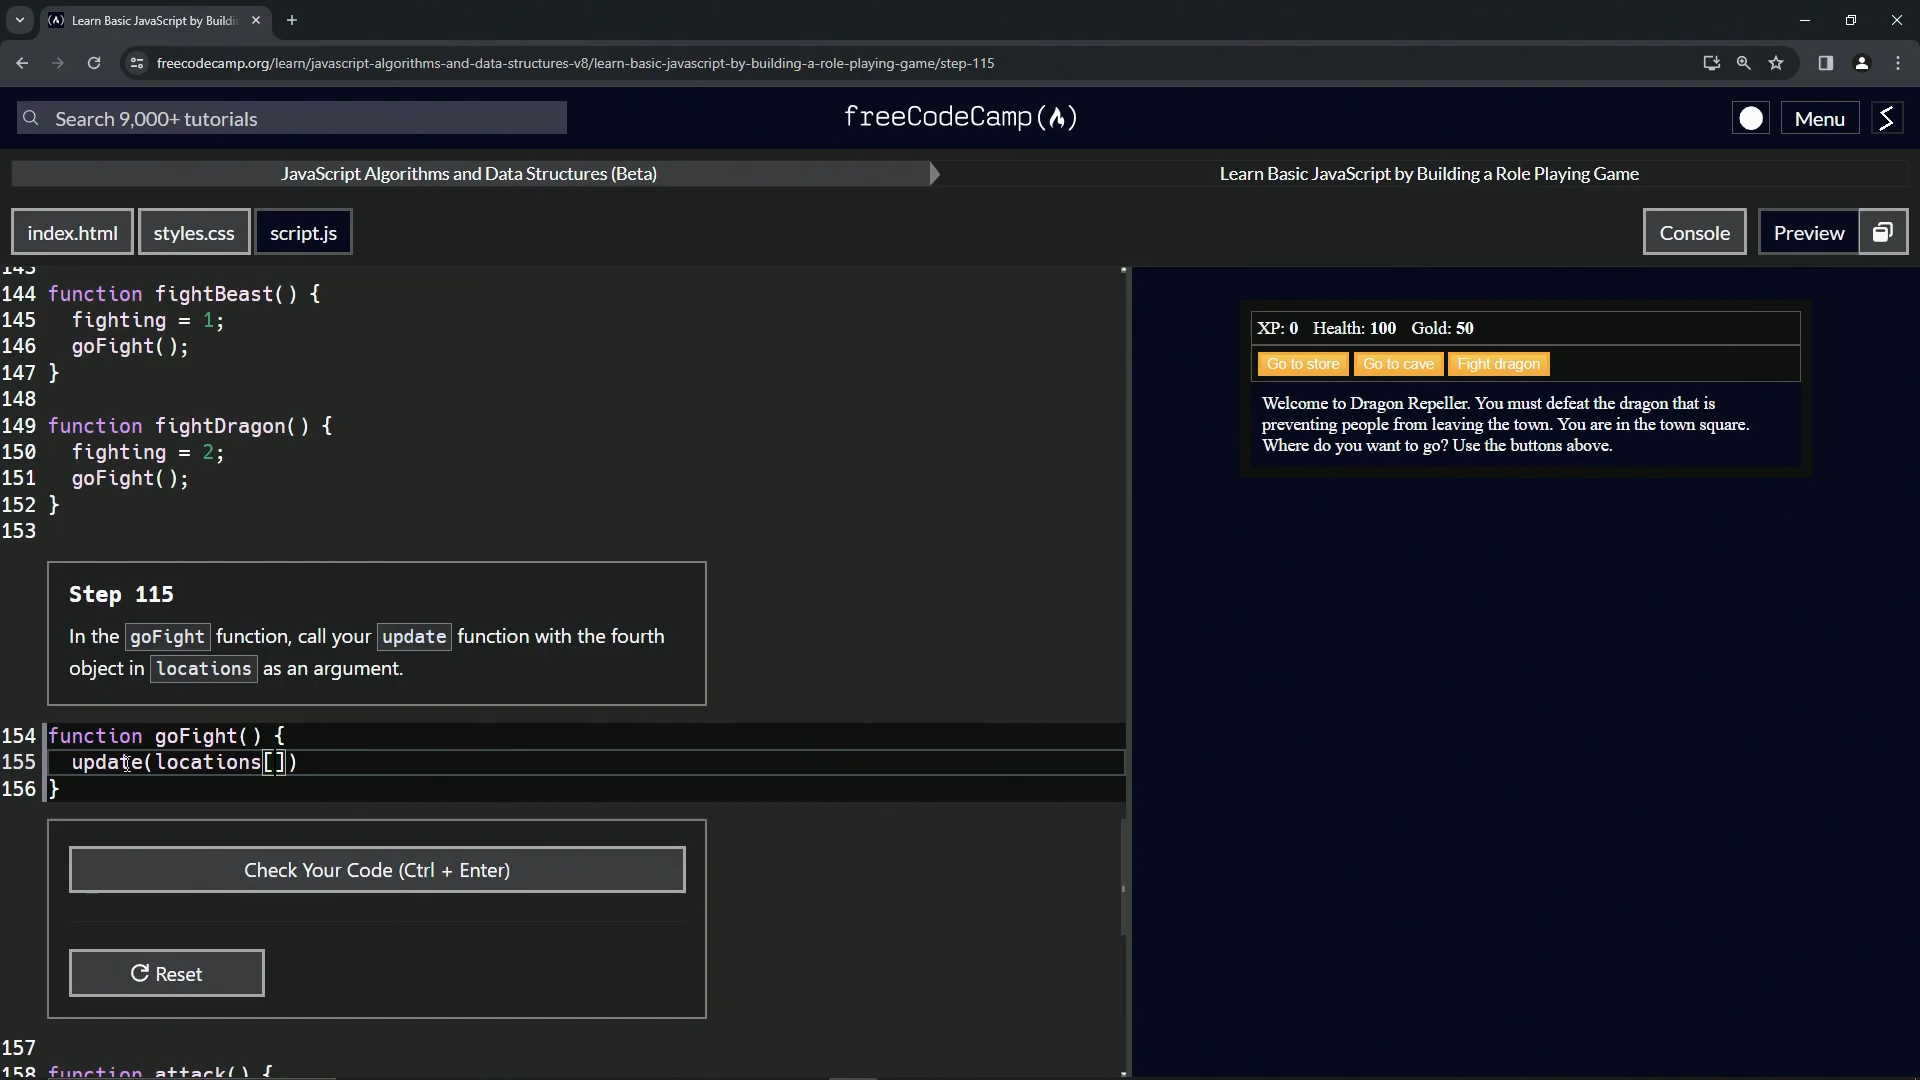 Learn Basic JavaScript by Buildi
freecodecamp.org/learn/javascript-algorithms-and-data-structures-v8/learn-basic-javascript-by-building-a-role-playing-game/step-115
Search 9,000+ tutorials
freeCodeCamp(🔥)
Menu
JavaScript Algorithms and Data Structures (Beta)
Learn Basic JavaScript by Building a Role Playing Game
index.html
styles.css
script.js
Console
Preview
143
144 function fightBeast() {
145   fighting = 1;
146   goFight();
147 }
148
149 function fightDragon() {
150   fighting = 2;
151   goFight();
152 }
153
Step 115
In the goFight function, call your update function with the fourth
object in locations as an argument.
154 function goFight() {
155   update(locations[])
156 }
Check Your Code (Ctrl + Enter)
Reset
157
158 function attack() {
XP: 0 Health: 100 Gold: 50
Go to store
Go to cave
Fight dragon
Welcome to Dragon Repeller. You must defeat the dragon that is
preventing people from leaving the town. You are in the town square.
Where do you want to go? Use the buttons above.